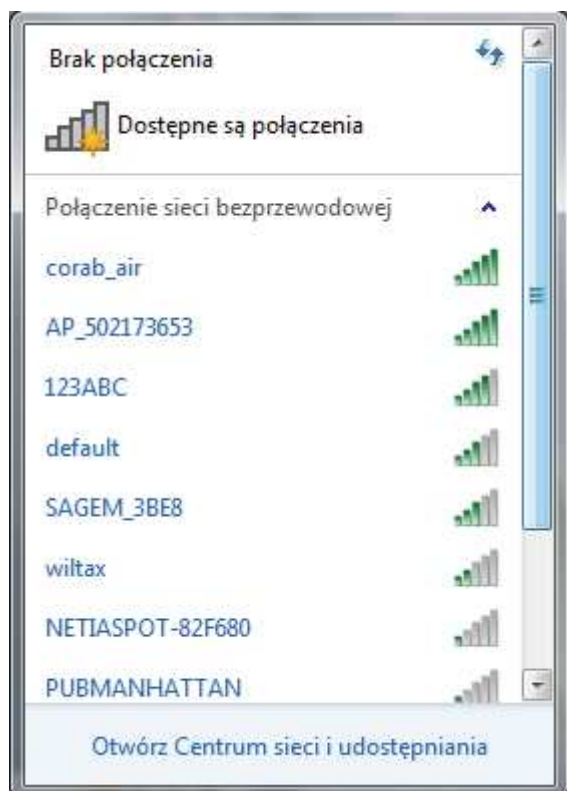 Brak połączenia
Dostępne są połączenia
Połączenie sieci bezprzewodowej
corab_air
AP_502173653
123ABC
default
SAGEM_3BE8
wiltax
NETIASPOT-82F680
PUBMANHATTAN
Otwórz Centrum sieci i udostępniania